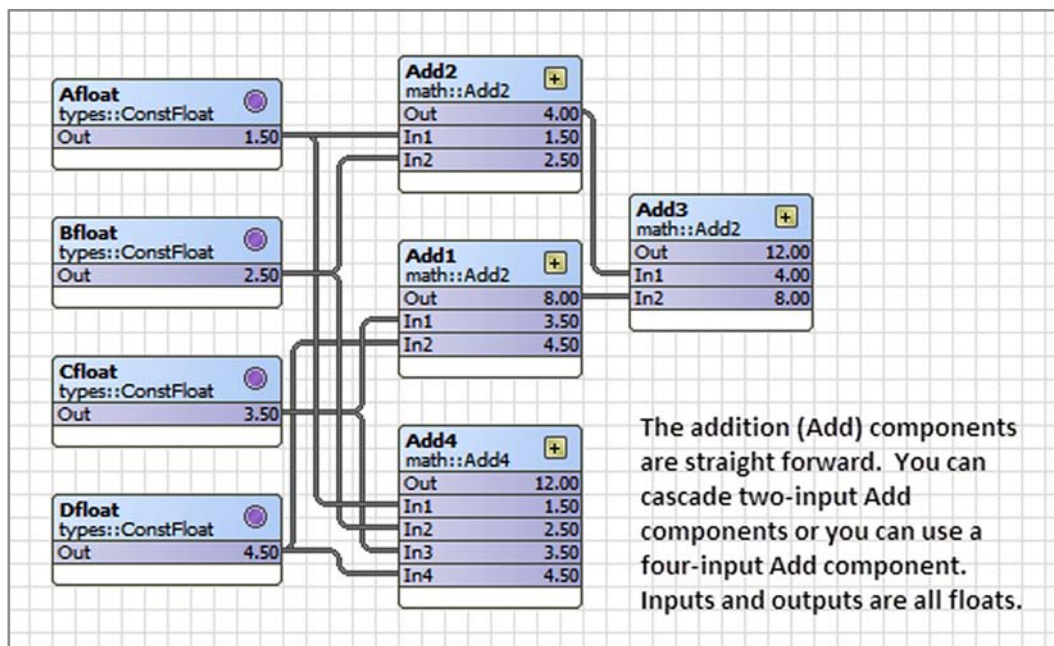 Afloat
types::ConstFloat
Out 1.50
Bfloat
types::ConstFloat
Out 2.50
Cfloat
types::ConstFloat
Out 3.50
Dfloat
types::ConstFloat
Out 4.50
Add2
math::Add2
Out 4.00
In1 1.50
In2 2.50
Add1
math::Add2
Out 8.00
In1 3.50
In2 4.50
Add4
math::Add4
Out 12.00
In1 1.50
In2 2.50
In3 3.50
In4 4.50
Add3
math::Add2
Out 12.00
In1 4.00
In2 8.00
The addition (Add) components
are straight forward. You can
cascade two-input Add
components or you can use a
four-input Add component.
Inputs and outputs are all floats.